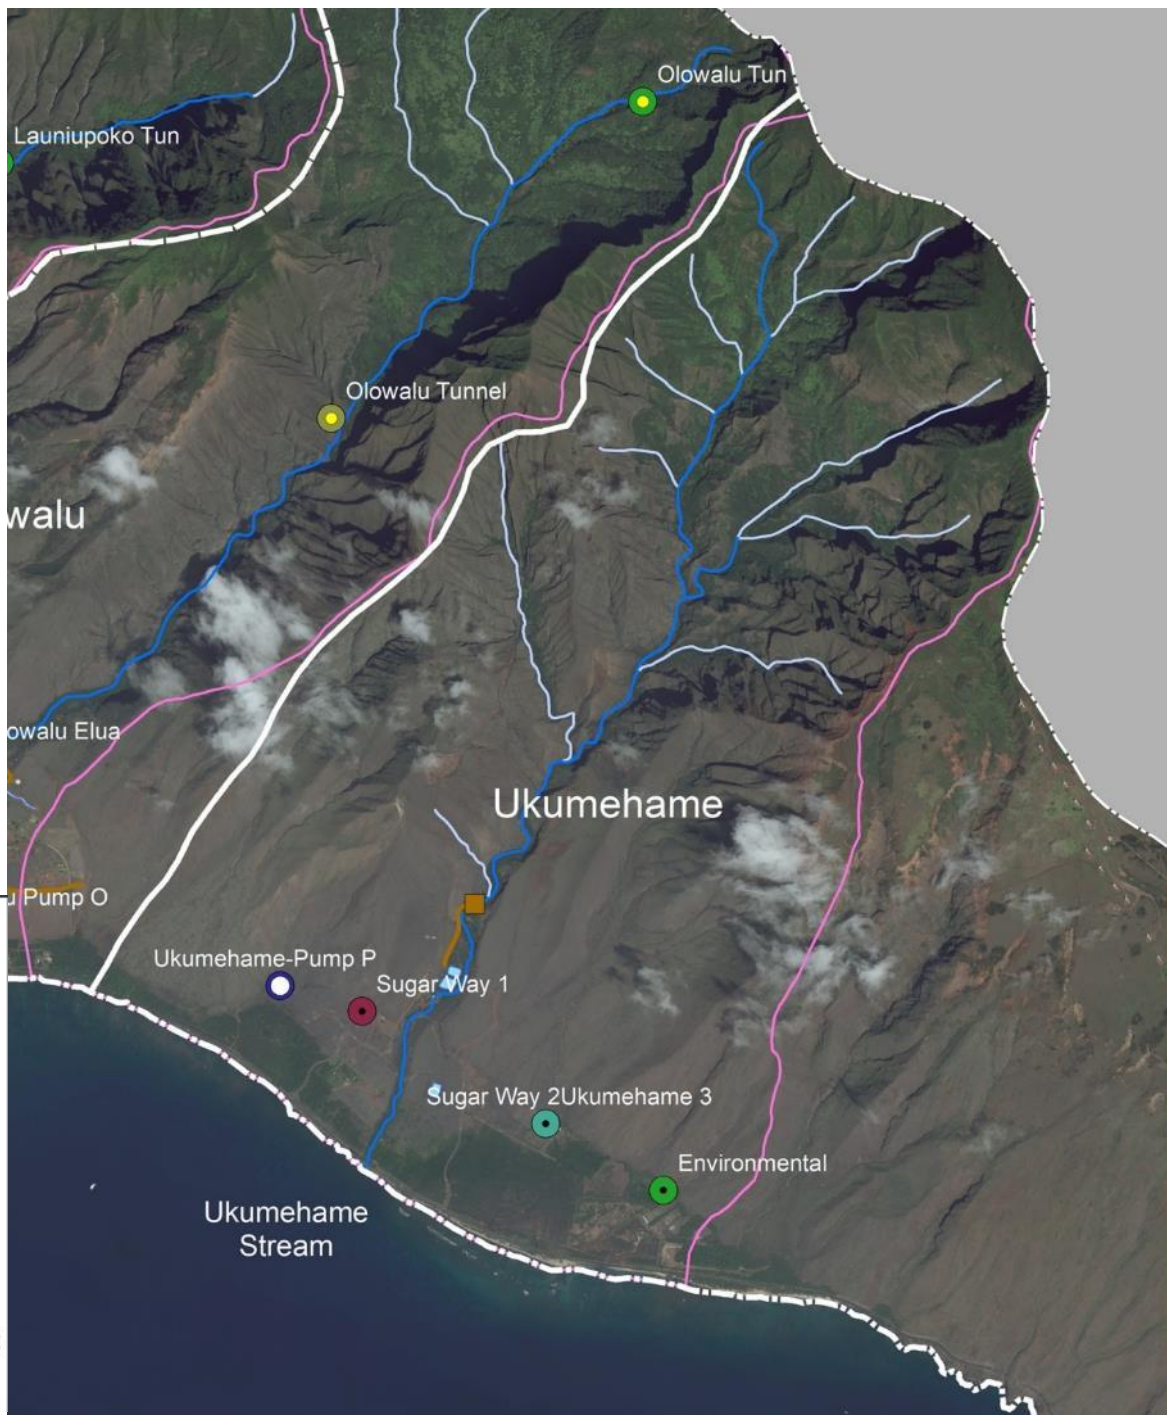 Olowalu Tun
Launiupoko Tun
Olowalu Tunnel
walu
owalu Elua
Ukumehame
u Pump O
Ukumehame-Pump P
Sugar Way 1
Sugar Way 2Ukumehame 3
Environmental
Ukumehame
Stream